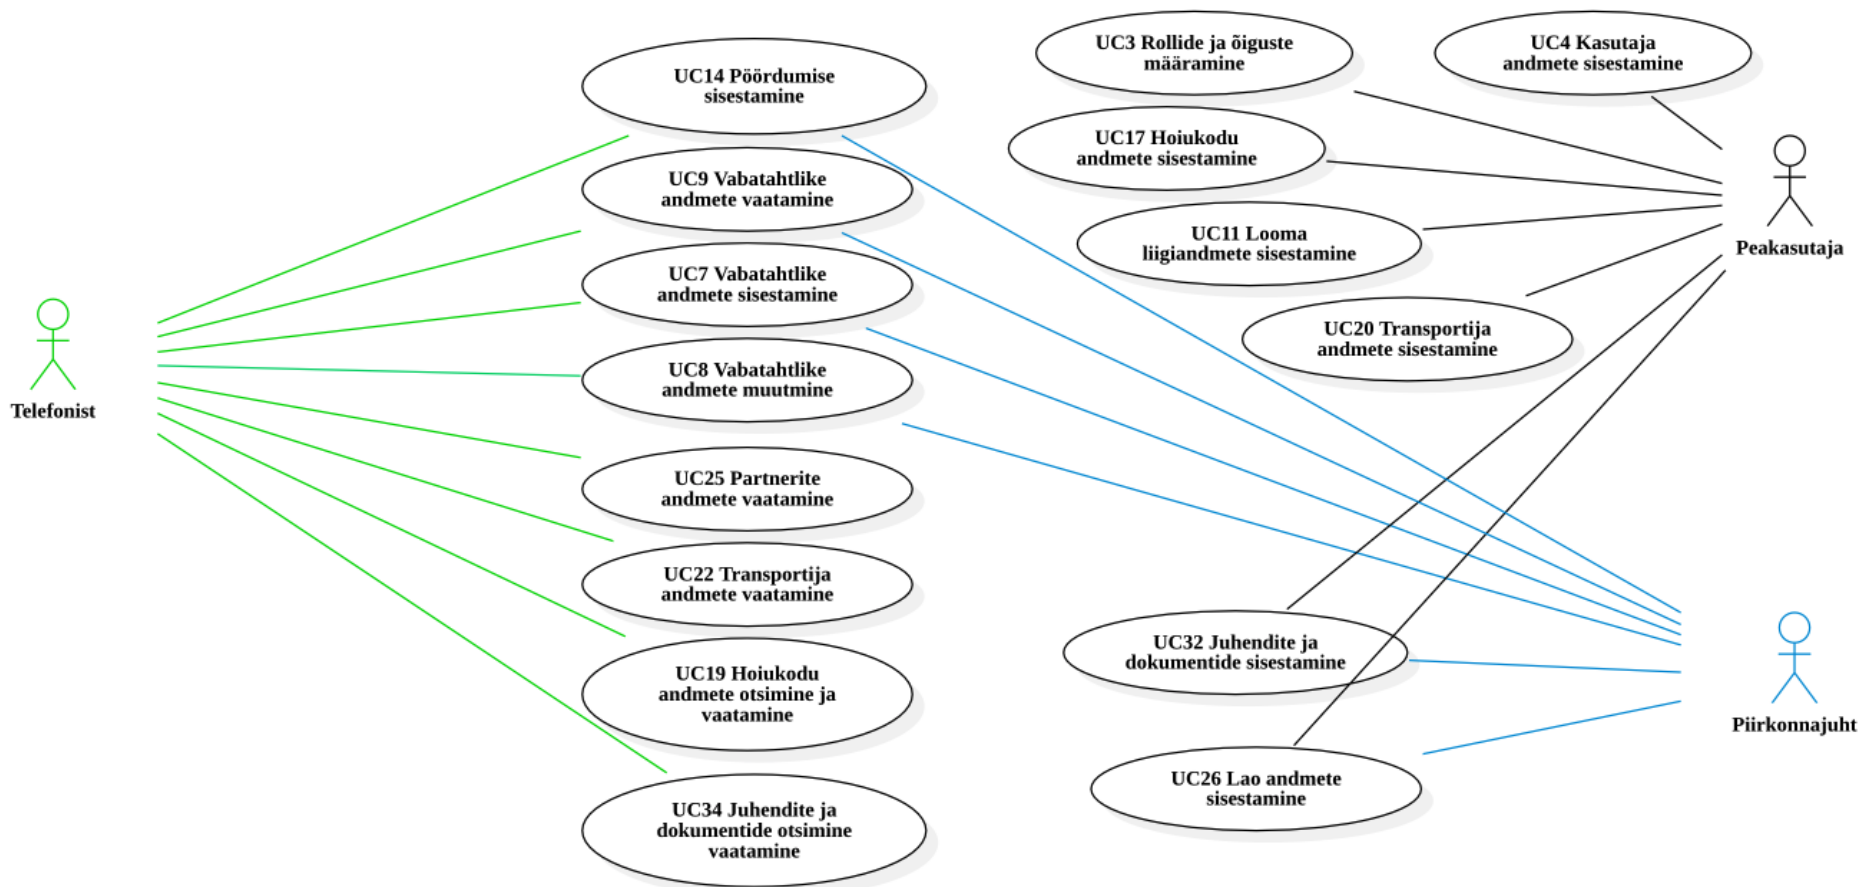 UC14 Pöördumise
sisestamine
UC9 Vabatahtlike
andmete vaatamine
UC7 Vabatahtlike
andmete sisestamine
UC8 Vabatahtlike
andmete muutmine
UC25 Partnerite
andmete vaatamine
UC22 Transportija
andmete vaatamine
UC19 Hoiukodu
andmete otsimine ja
vaatamine
UC34 Juhendite ja
dokumentide otsimine
vaatamine
Telefonist
UC3 Rollide ja õiguste
määramine
UC4 Kasutaja
andmete sisestamine
UC17 Hoiukodu
andmete sisestamine
UC11 Looma
liigiandmete sisestamine
UC20 Transportija
andmete sisestamine
Peakasutaja
UC32 Juhendite ja
dokumentide sisestamine
UC26 Lao andmete
sisestamine
Piirkonnajuht